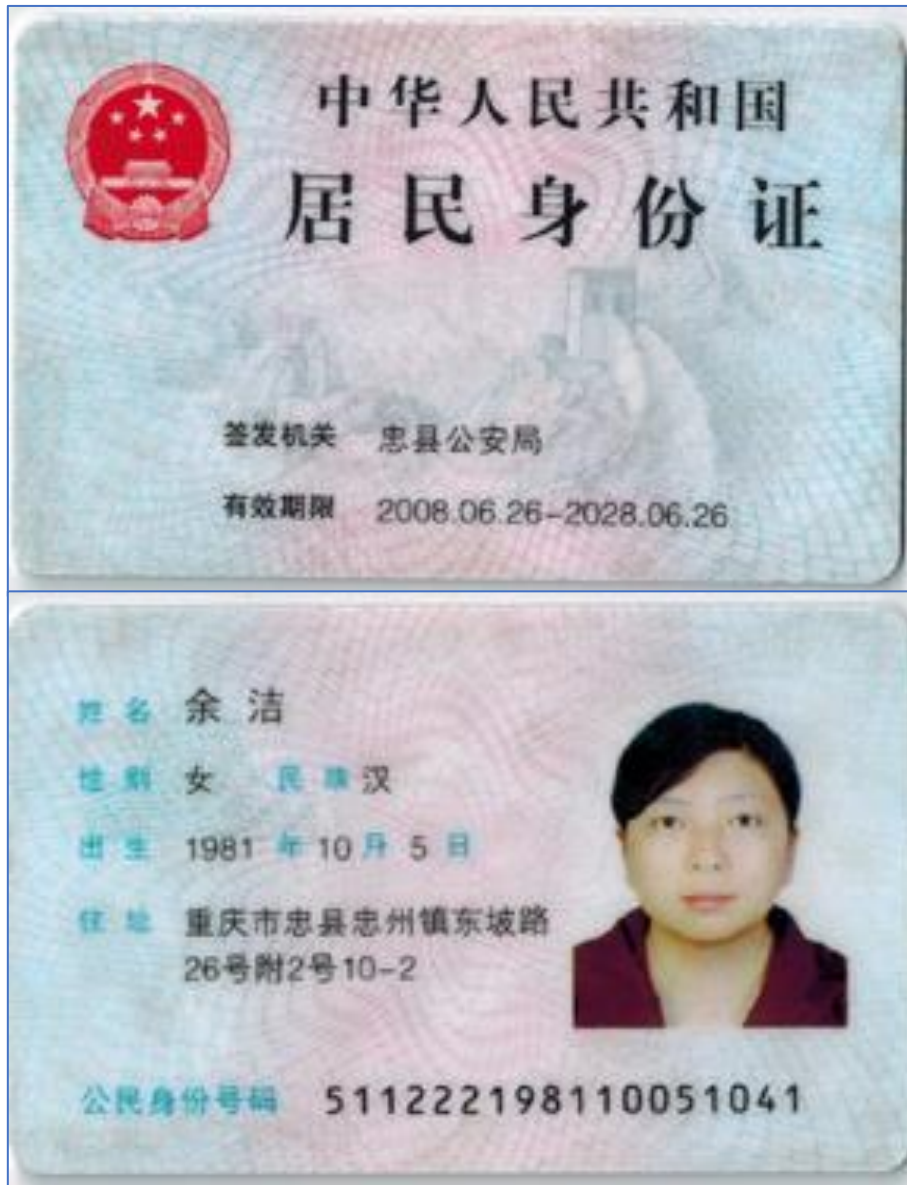 中华人民共和国
居民身份证
签发机关 忠县公安局
有效期限 2008.06.26-2028.06.26
姓名 余洁
性别 女 民族 汉
出生 1981 年 10 月 5 日
住址 重庆市忠县忠州镇东坡路
26号附2号10-2
公民身份号码 511222198110051041